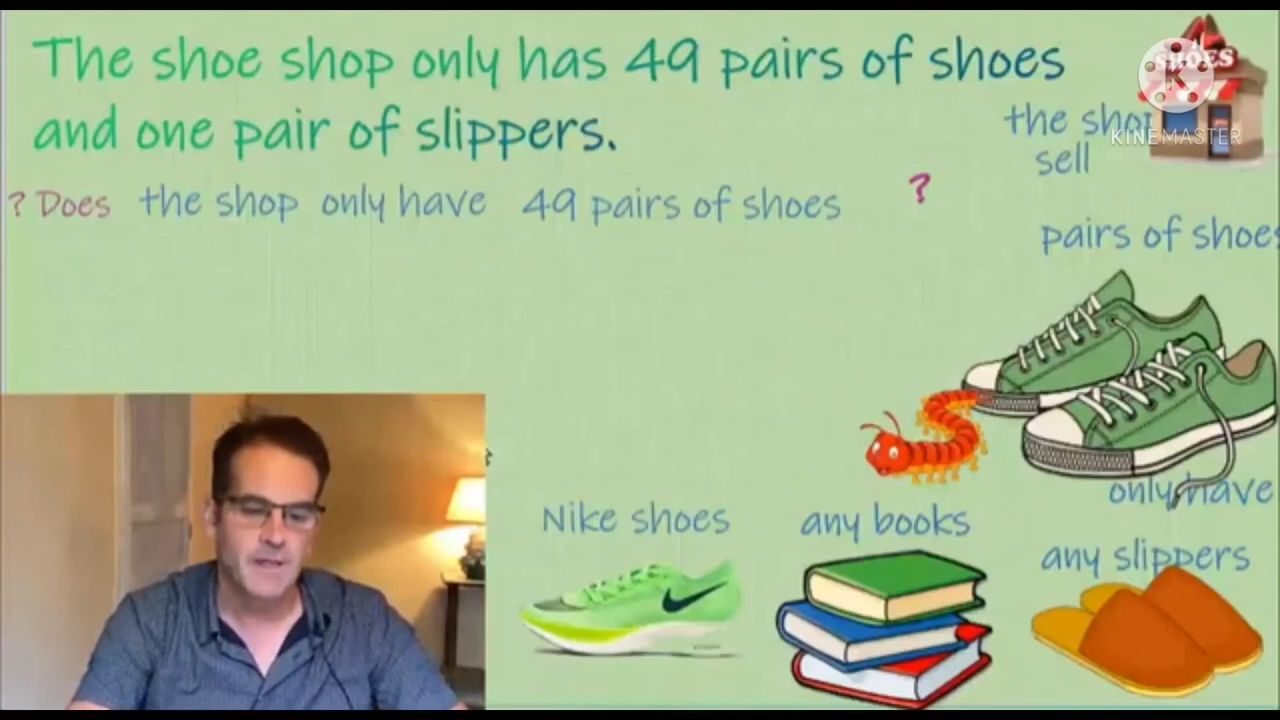 The shoe shop only has 49 pairs of shoes
and one pair of slippers.
? Does the shop only have 49 pairs of shoes ?
SHOES
K
KINEMASTER
the shop
sell
pairs of shoes
only have
Nike shoes
any books
any slippers